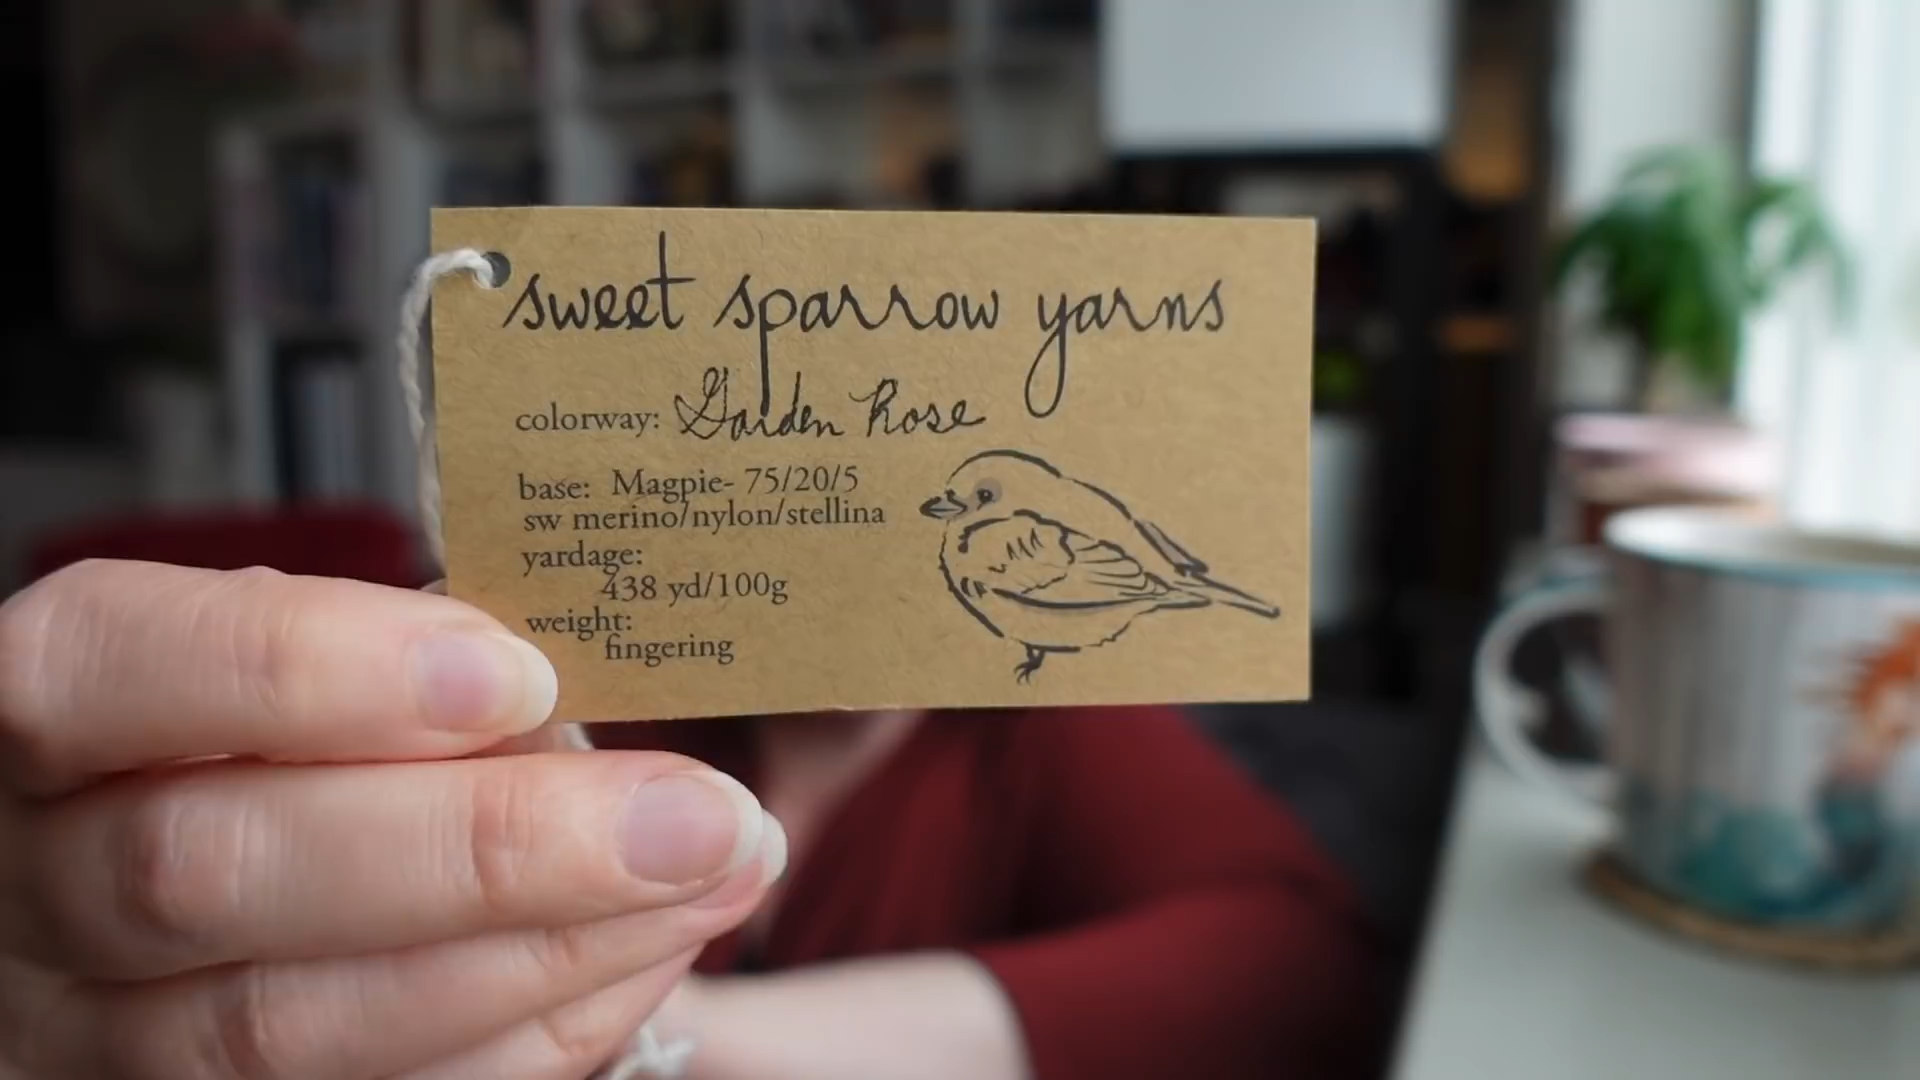 sweet sparrow yarns
colorway: Garden Rose
base: Magpie- 75/20/5
sw merino/nylon/stellina
yardage:
438 yd/100g
weight:
fingering